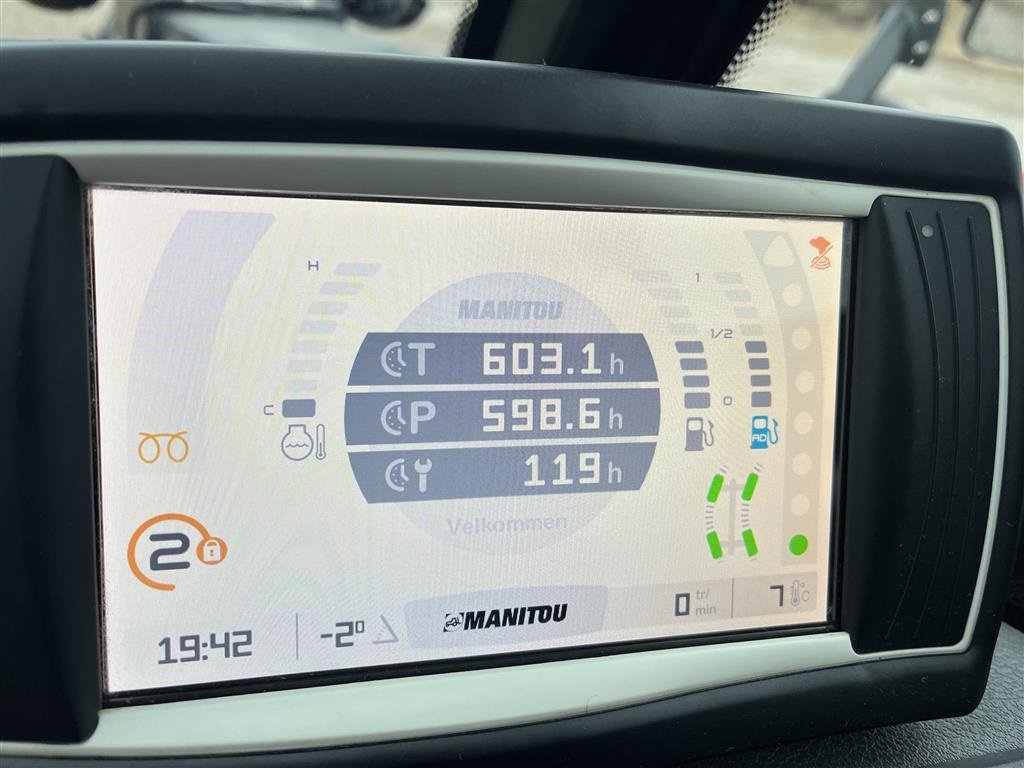 H
1
MANITOU
T 603.1 h
1/2
C
P 598.6 h
0
119 h
AD
Velkommen
2
19:42
-2°
MANITOU
0 tr/min
7 °C